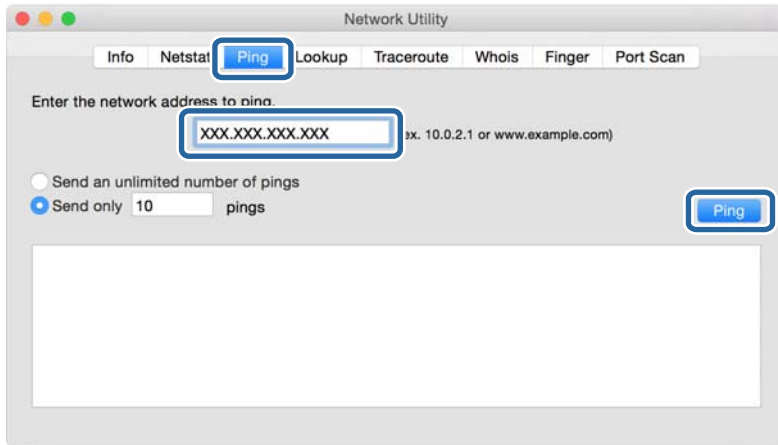 Network Utility
Info Netstat Ping Lookup Traceroute Whois Finger Port Scan
Enter the network address to ping.
XXX.XXX.XXX.XXX ex. 10.0.2.1 or www.example.com)
Send an unlimited number of pings
Send only 10 pings
Ping